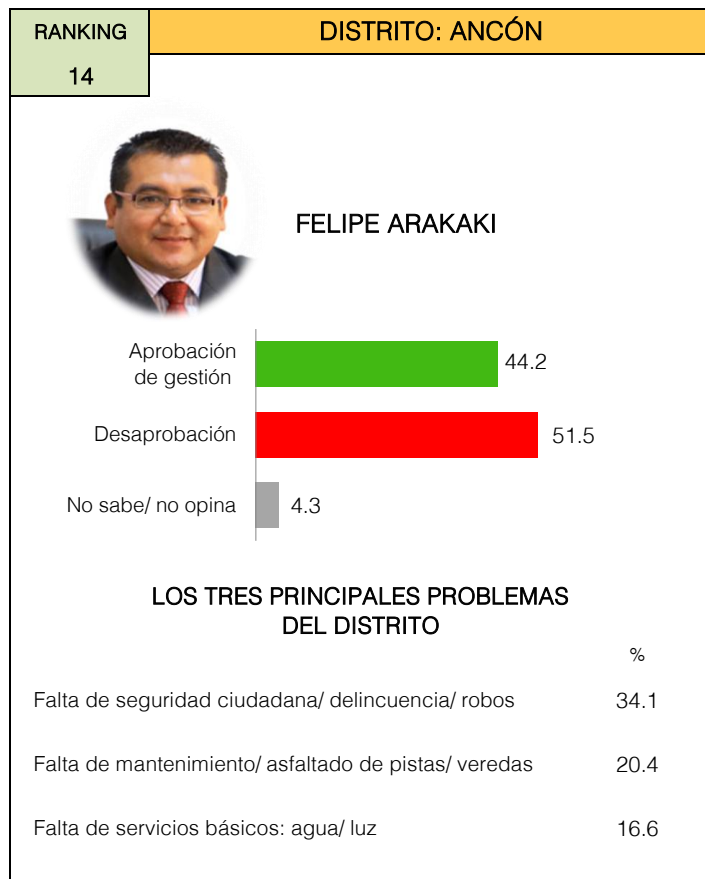 RANKING
14
DISTRITO: ANCÓN
FELIPE ARAKAKI
Aprobación
de gestión
44.2
Desaprobación
51.5
No sabe/ no opina
4.3
LOS TRES PRINCIPALES PROBLEMAS
DEL DISTRITO
%
Falta de seguridad ciudadana/ delincuencia/ robos 34.1
Falta de mantenimiento/ asfaltado de pistas/ veredas 20.4
Falta de servicios básicos: agua/ luz 16.6